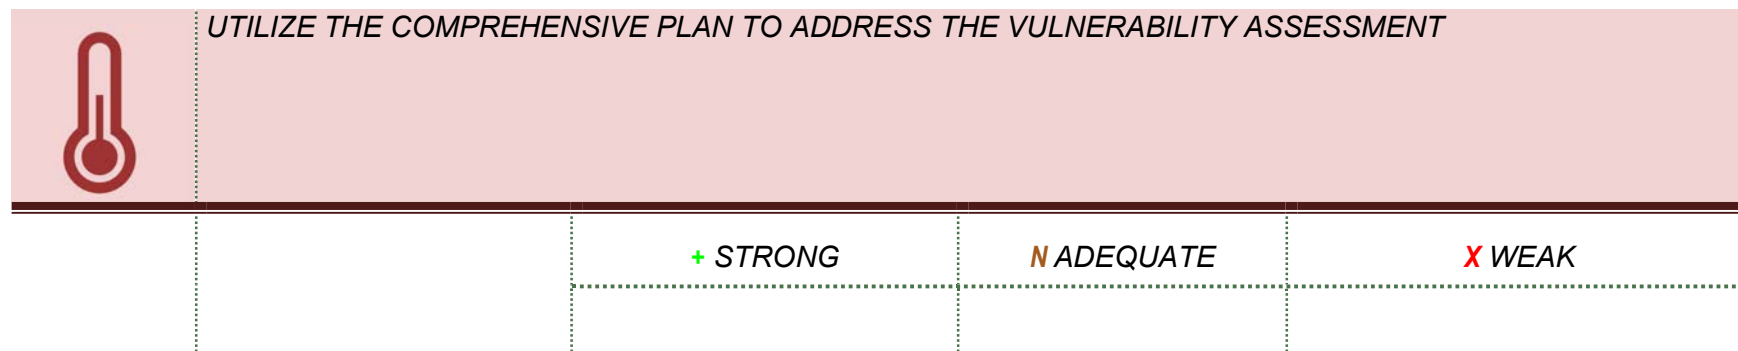 UTILIZE THE COMPREHENSIVE PLAN TO ADDRESS THE VULNERABILITY ASSESSMENT
+ STRONG N ADEQUATE X WEAK